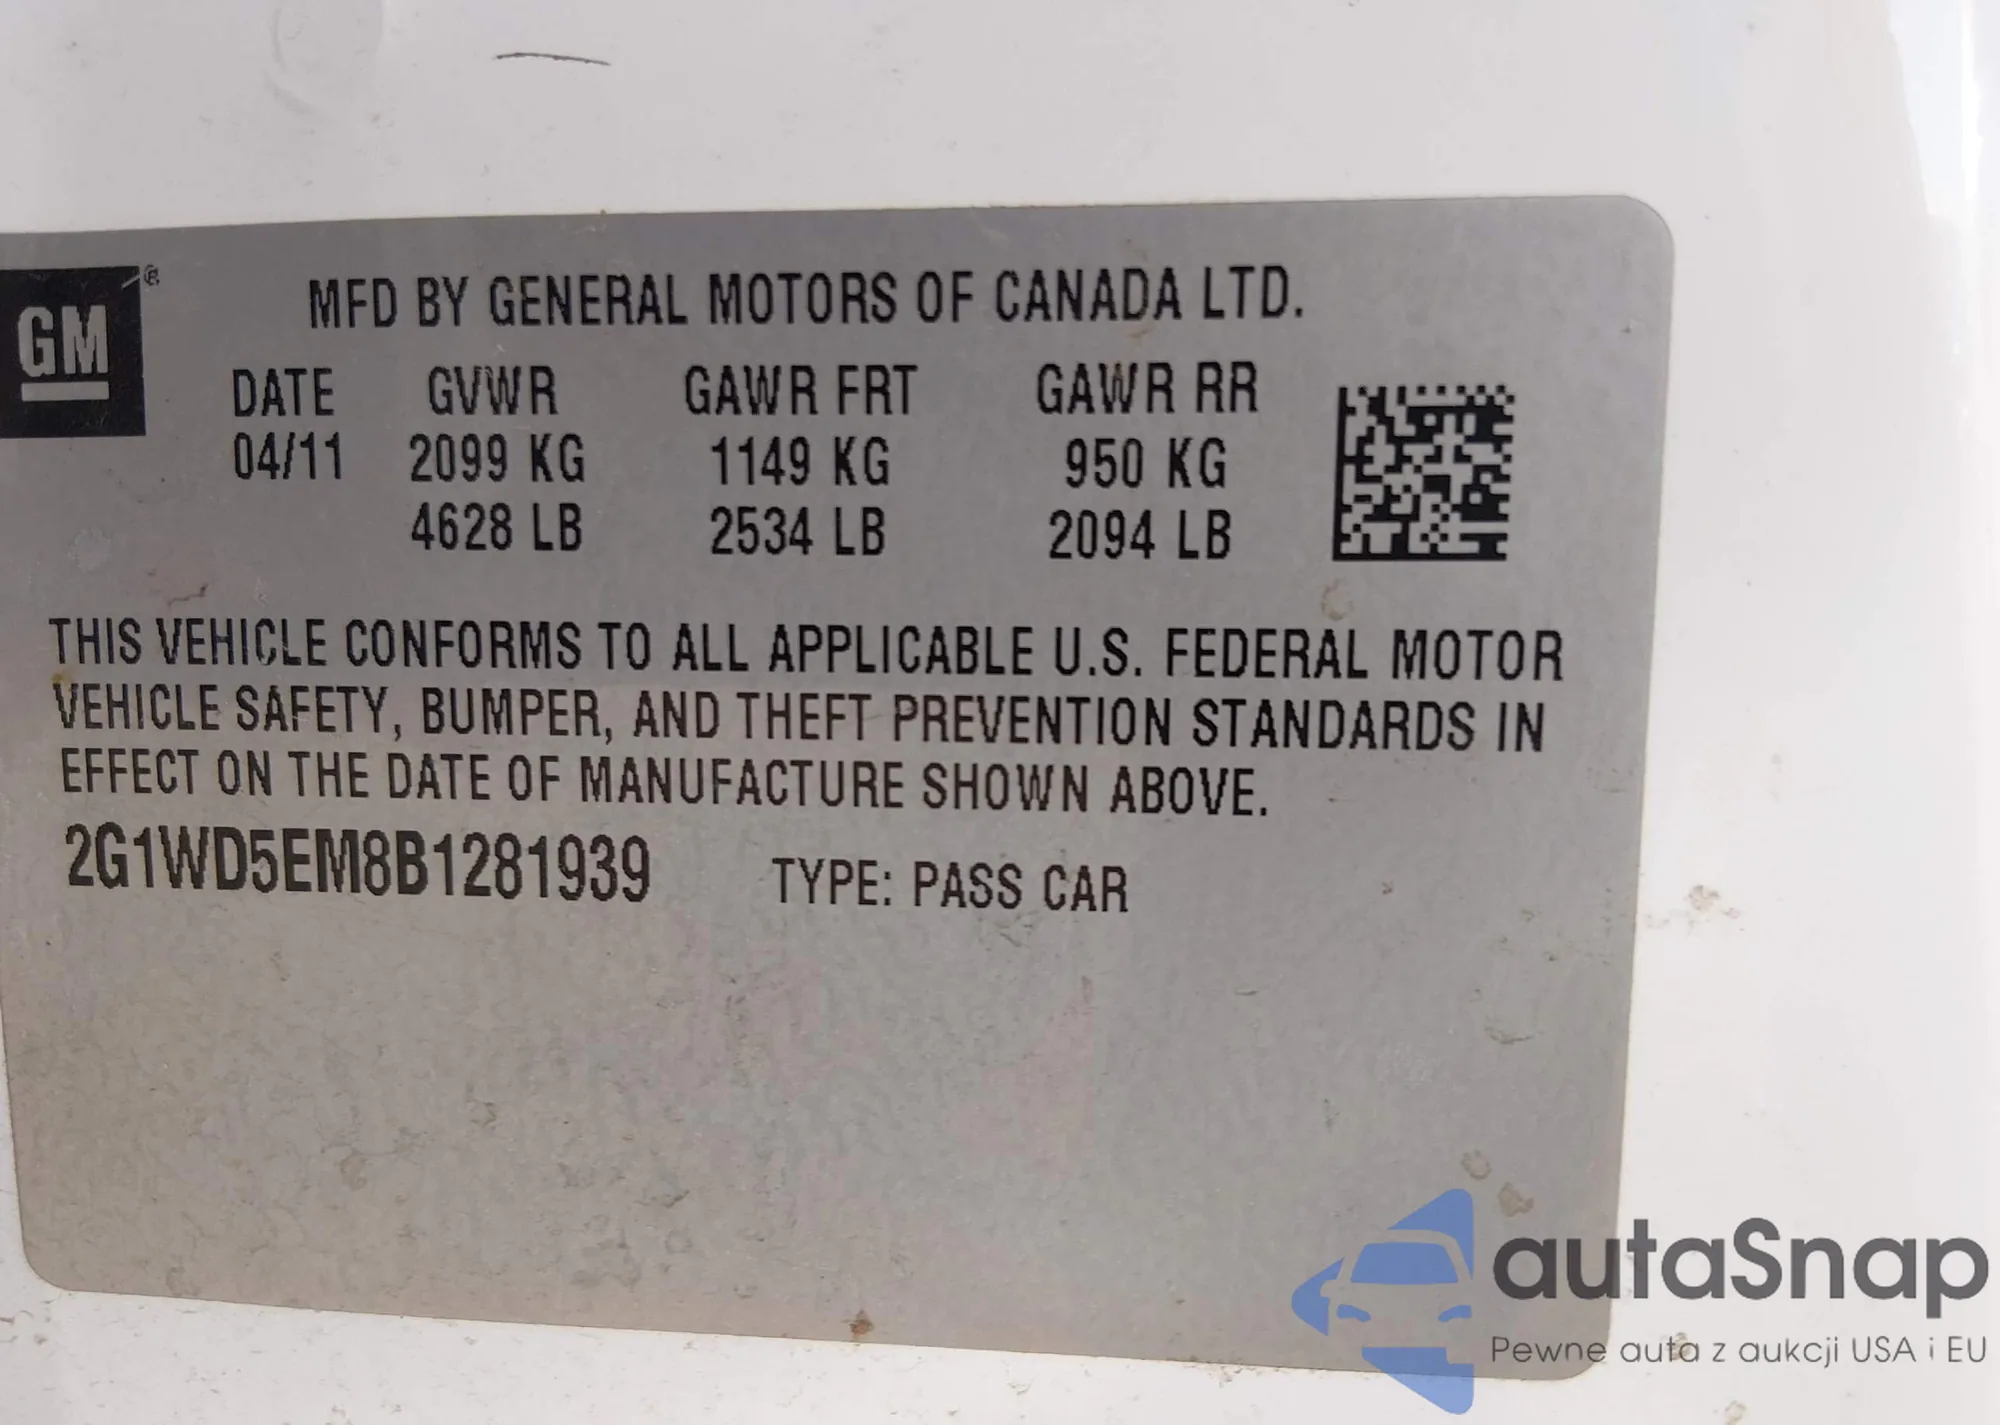 GM®
MFD BY GENERAL MOTORS OF CANADA LTD.
DATE GVWR GAWR FRT GAWR RR
04/11 2099 KG 1149 KG 950 KG
4628 LB 2534 LB 2094 LB
THIS VEHICLE CONFORMS TO ALL APPLICABLE U.S. FEDERAL MOTOR
VEHICLE SAFETY, BUMPER, AND THEFT PREVENTION STANDARDS IN
EFFECT ON THE DATE OF MANUFACTURE SHOWN ABOVE.
2G1WD5EM8B1281939 TYPE: PASS CAR
autaSnap
Pewne auta z aukcji USA i EU